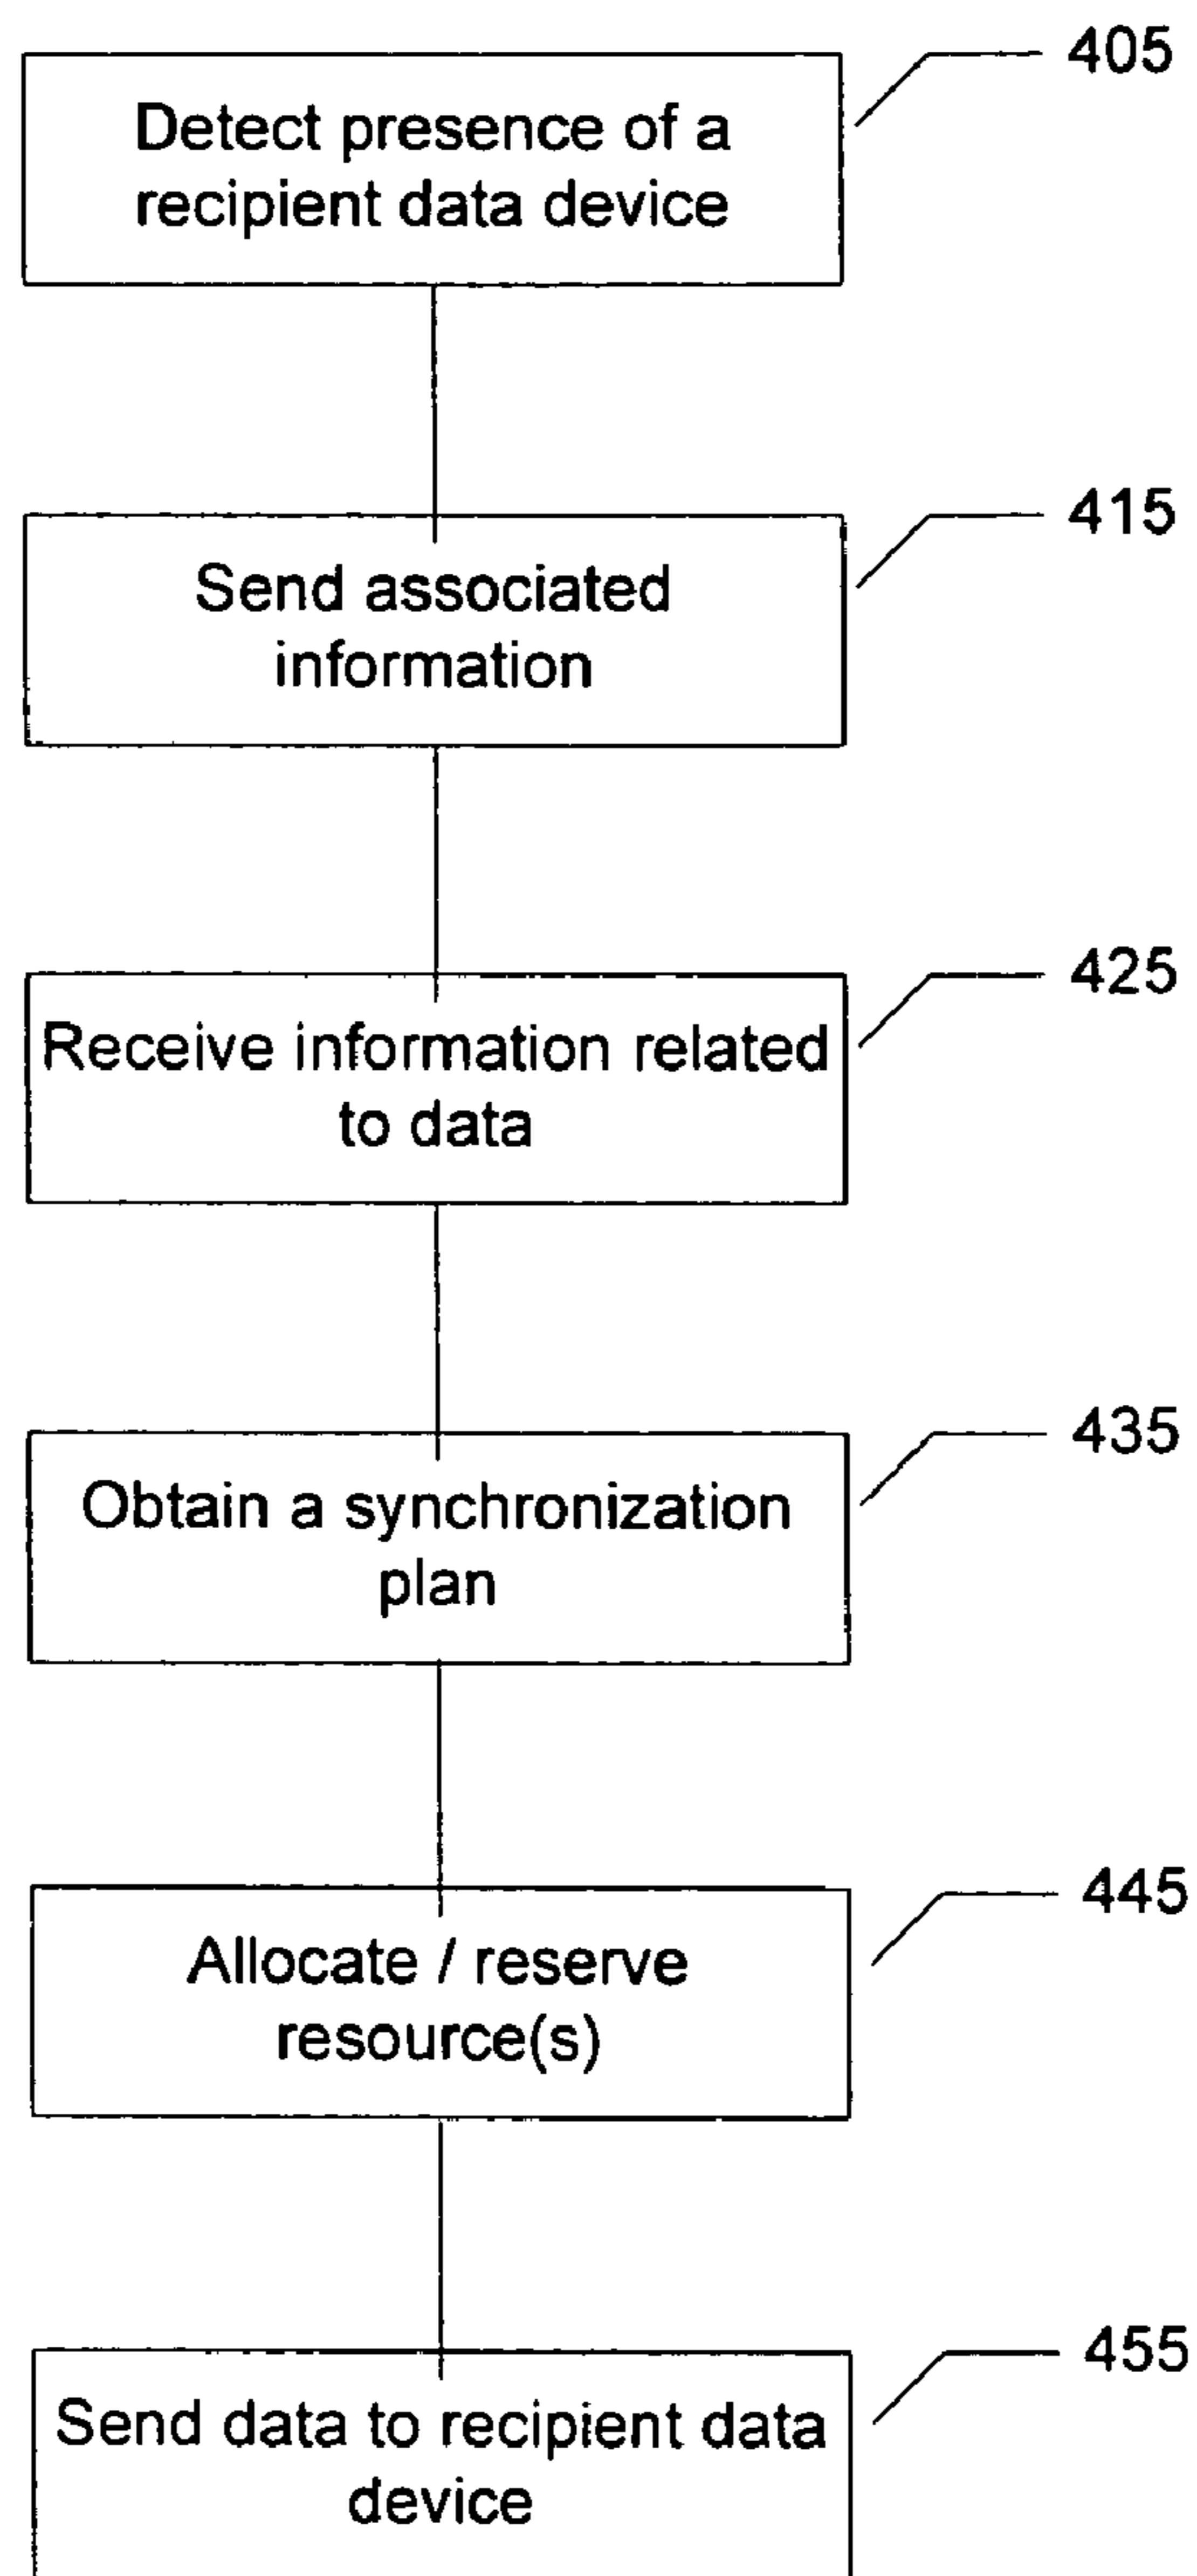 405
Detect presence of a
recipient data device
415
Send associated
information
425
Receive information related
to data
435
Obtain a synchronization
plan
445
Allocate / reserve
resource(s)
455
Send data to recipient data
device